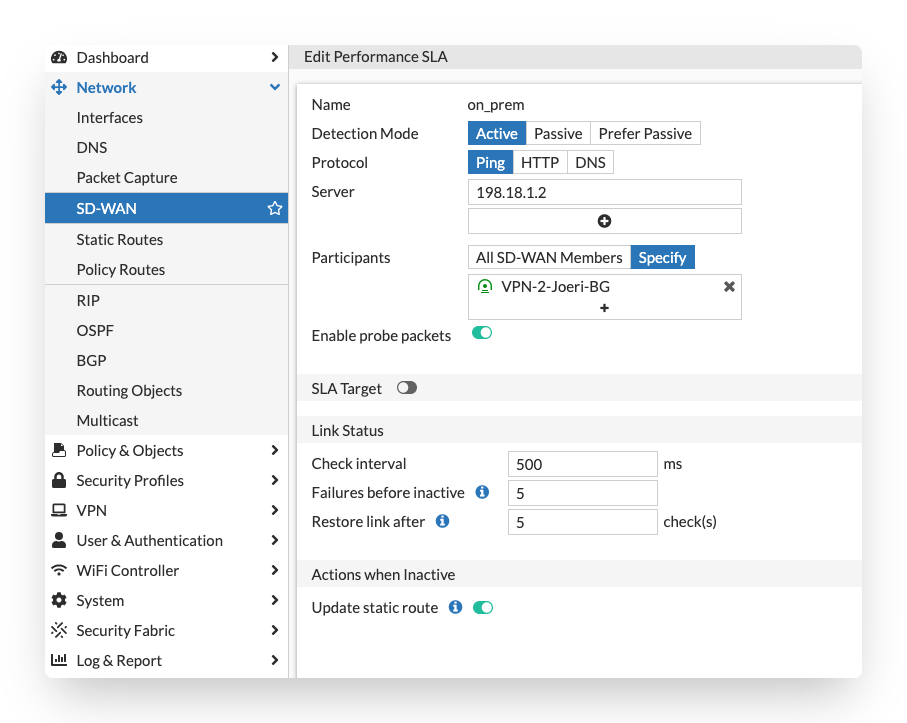 Dashboard
Network
Interfaces
DNS
Packet Capture
SD-WAN
Static Routes
Policy Routes
RIP
OSPF
BGP
Routing Objects
Multicast
Policy & Objects
Security Profiles
VPN
User & Authentication
WiFi Controller
System
Security Fabric
Log & Report
Edit Performance SLA
Name on_prem
Detection Mode Active Passive Prefer Passive
Protocol Ping HTTP DNS
Server 198.18.1.2
Participants All SD-WAN Members Specify
VPN-2-Joeri-BG
Enable probe packets
SLA Target
Link Status
Check interval 500 ms
Failures before inactive 5
Restore link after 5 check(s)
Actions when Inactive
Update static route